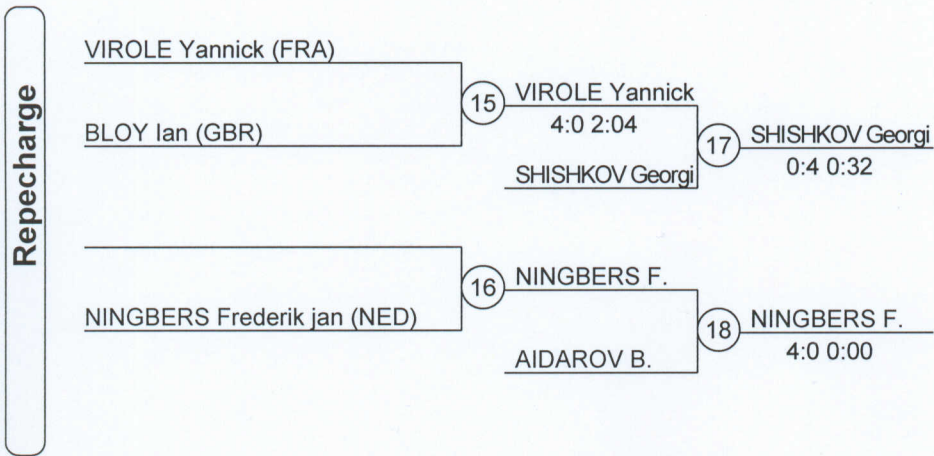 Repechage
VIROLE Yannick (FRA)
BLOY Ian (GBR)
15
VIROLE Yannick
4:0 2:04
SHISHKOV Georgi
17
SHISHKOV Georgi
0:4 0:32
NINGBERS Frederik jan (NED)
16
NINGBERS F.
AIDAROV B.
18
NINGBERS F.
4:0 0:00